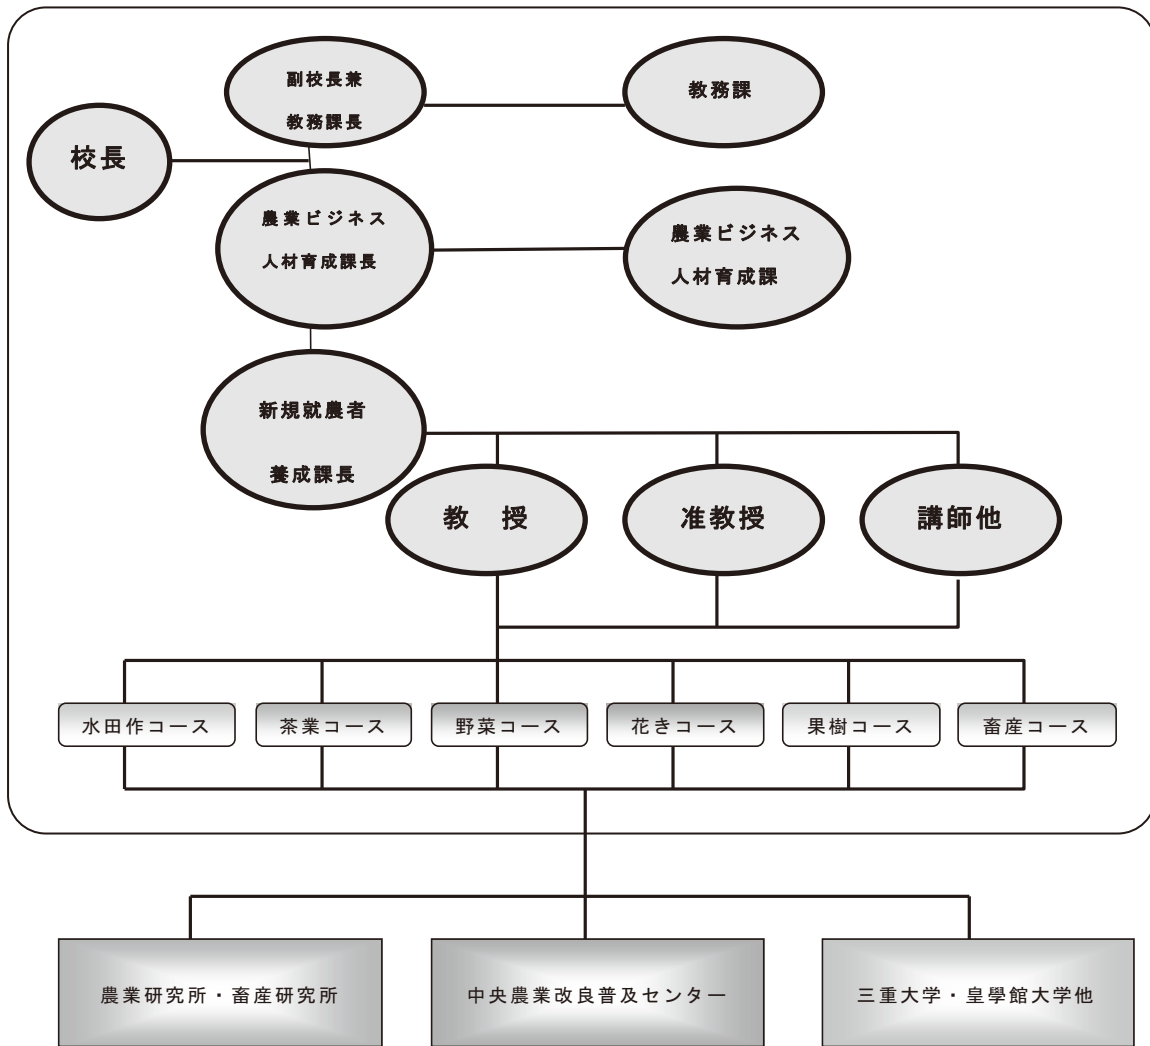 副校長兼
教務課長
教務課
校長
農業ビジネス
人材育成課長
農業ビジネス
人材育成課
新規就農者
養成課長
教　授
准教授
講師他
水田作コース
茶業コース
野菜コース
花きコース
果樹コース
畜産コース
農業研究所・畜産研究所
中央農業改良普及センター
三重大学・皇學館大学他